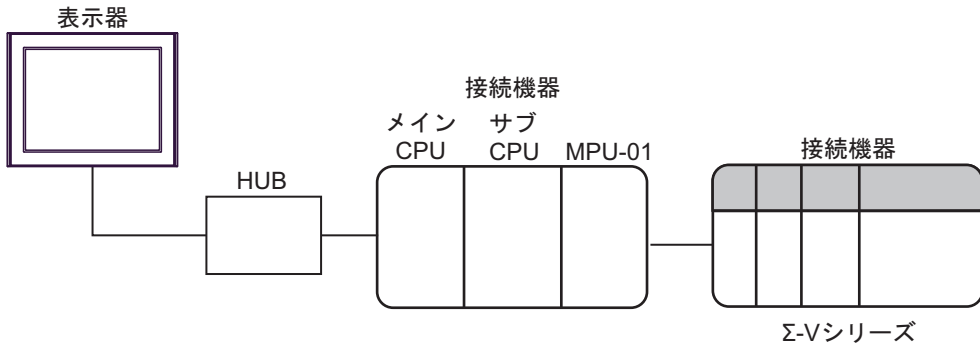 表示器
接続機器
メイン サブ
CPU CPU MPU-01
接続機器
HUB
Σ-Vシリーズ